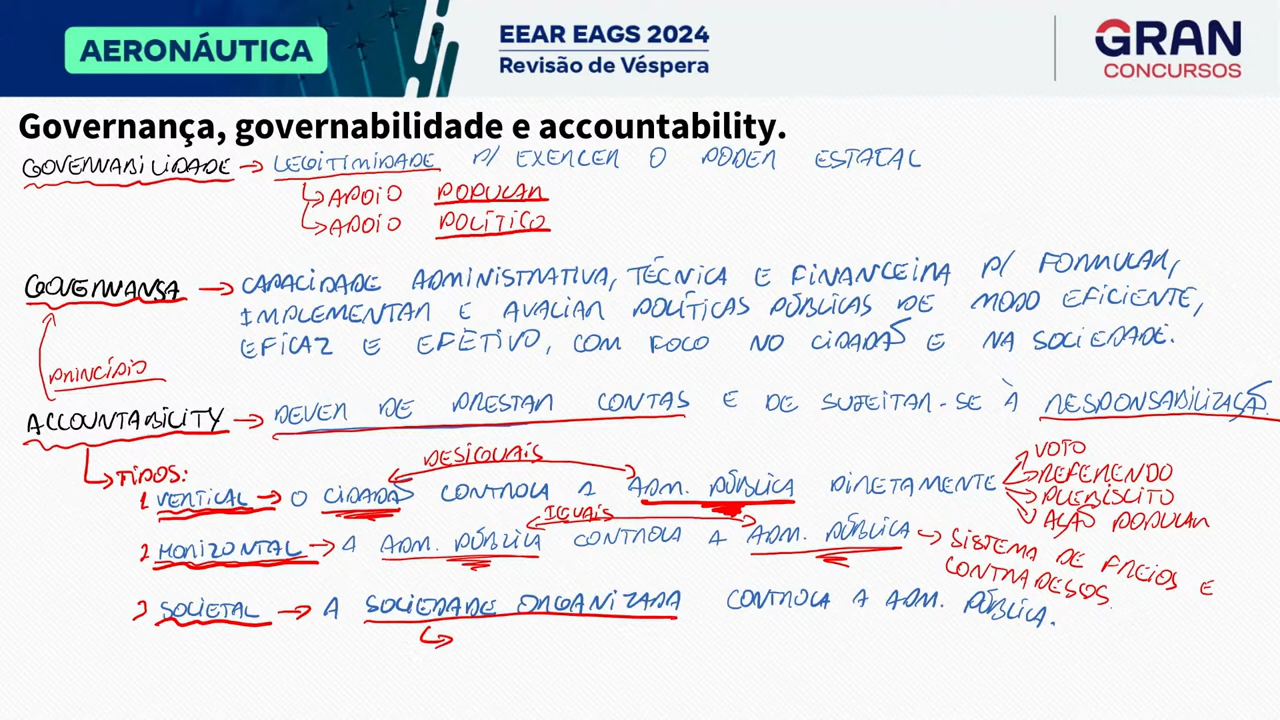 AERONÁUTICA
EEAR EAGS 2024
Revisão de Véspera
GRAN
CONCURSOS
Governança, governabilidade e accountability.
GOVERNABILIDADE → LEGITIMIDADE P/ EXERCER O PODER ESTATAL
→ APOIO POPULAR
→ APOIO POLÍTICO
GOVERNANÇA → CAPACIDADE ADMINISTRATIVA, TÉCNICA E FINANCEIRA P/ FORMULAR,
IMPLEMENTAR E AVALIAR POLÍTICAS PÚBLICAS DE MODO EFICIENTE,
EFICAZ E EFETIVO, COM FOCO NO CIDADÃO E NA SOCIEDADE.
PRINCÍPIO
ACCOUNTABILITY → DEVER DE PRESTAR CONTAS E DE SUJEITAR-SE À RESPONSABILIZAÇÃO.
→ TIPOS:
DESIGUAIS
1 VERTICAL → O CIDADÃO CONTROLA A ADM. PÚBLICA DIRETAMENTE
VOTO
REFERENDO
PLEBISCITO
AÇÃO POPULAR
IGUAIS
2 HORIZONTAL → A ADM. PÚBLICA CONTROLA A ADM. PÚBLICA → SISTEMA DE FREIOS E
CONTRAPESOS.
3 SOCIETAL → A SOCIEDADE ORGANIZADA CONTROLA A ADM. PÚBLICA.